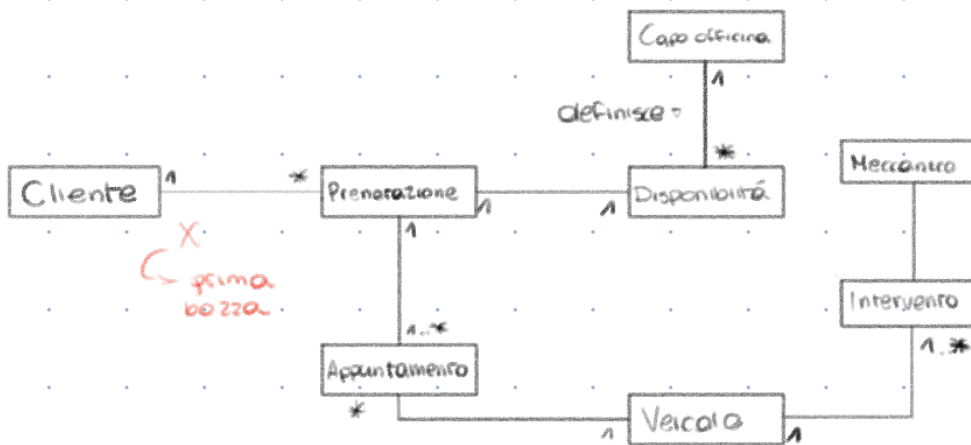 Capo officina
1
definisce
*
Cliente
1
*
Prenotazione
1
1
Disponibilitá
Meccanico
X
prima
bozza
1
1..*
Appuntamento
*
1
Veicolo
1
Intervento
1..*